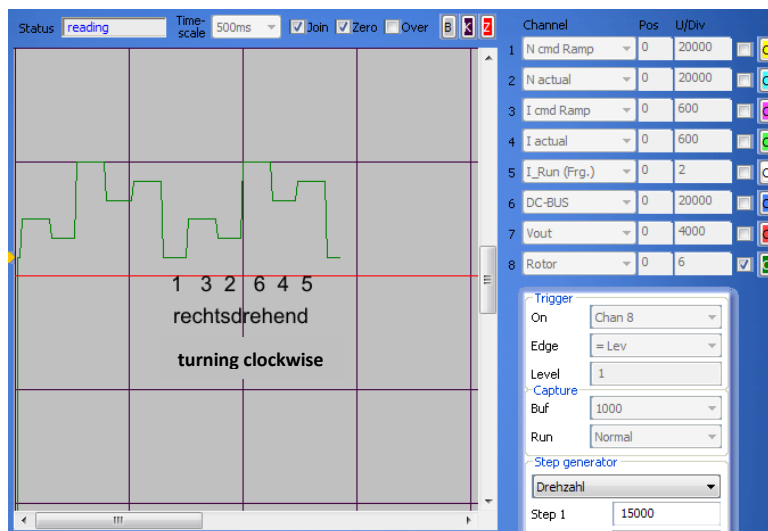 Status reading Time-scale 500ms Join Zero Over B K Z
Channel Pos U/Div
1 N cmd Ramp 0 20000
2 N actual 0 20000
3 I cmd Ramp 0 600
4 I actual 0 600
5 I_Run (Frg.) 0 2
6 DC-BUS 0 20000
7 Vout 0 4000
8 Rotor 0 6
1 3 2 6 4 5
rechtsdrehend
turning clockwise
Trigger
On Chan 8
Edge = Lev
Level 1
Capture
Buf 1000
Run Normal
Step generator
Drehzahl
Step 1 15000